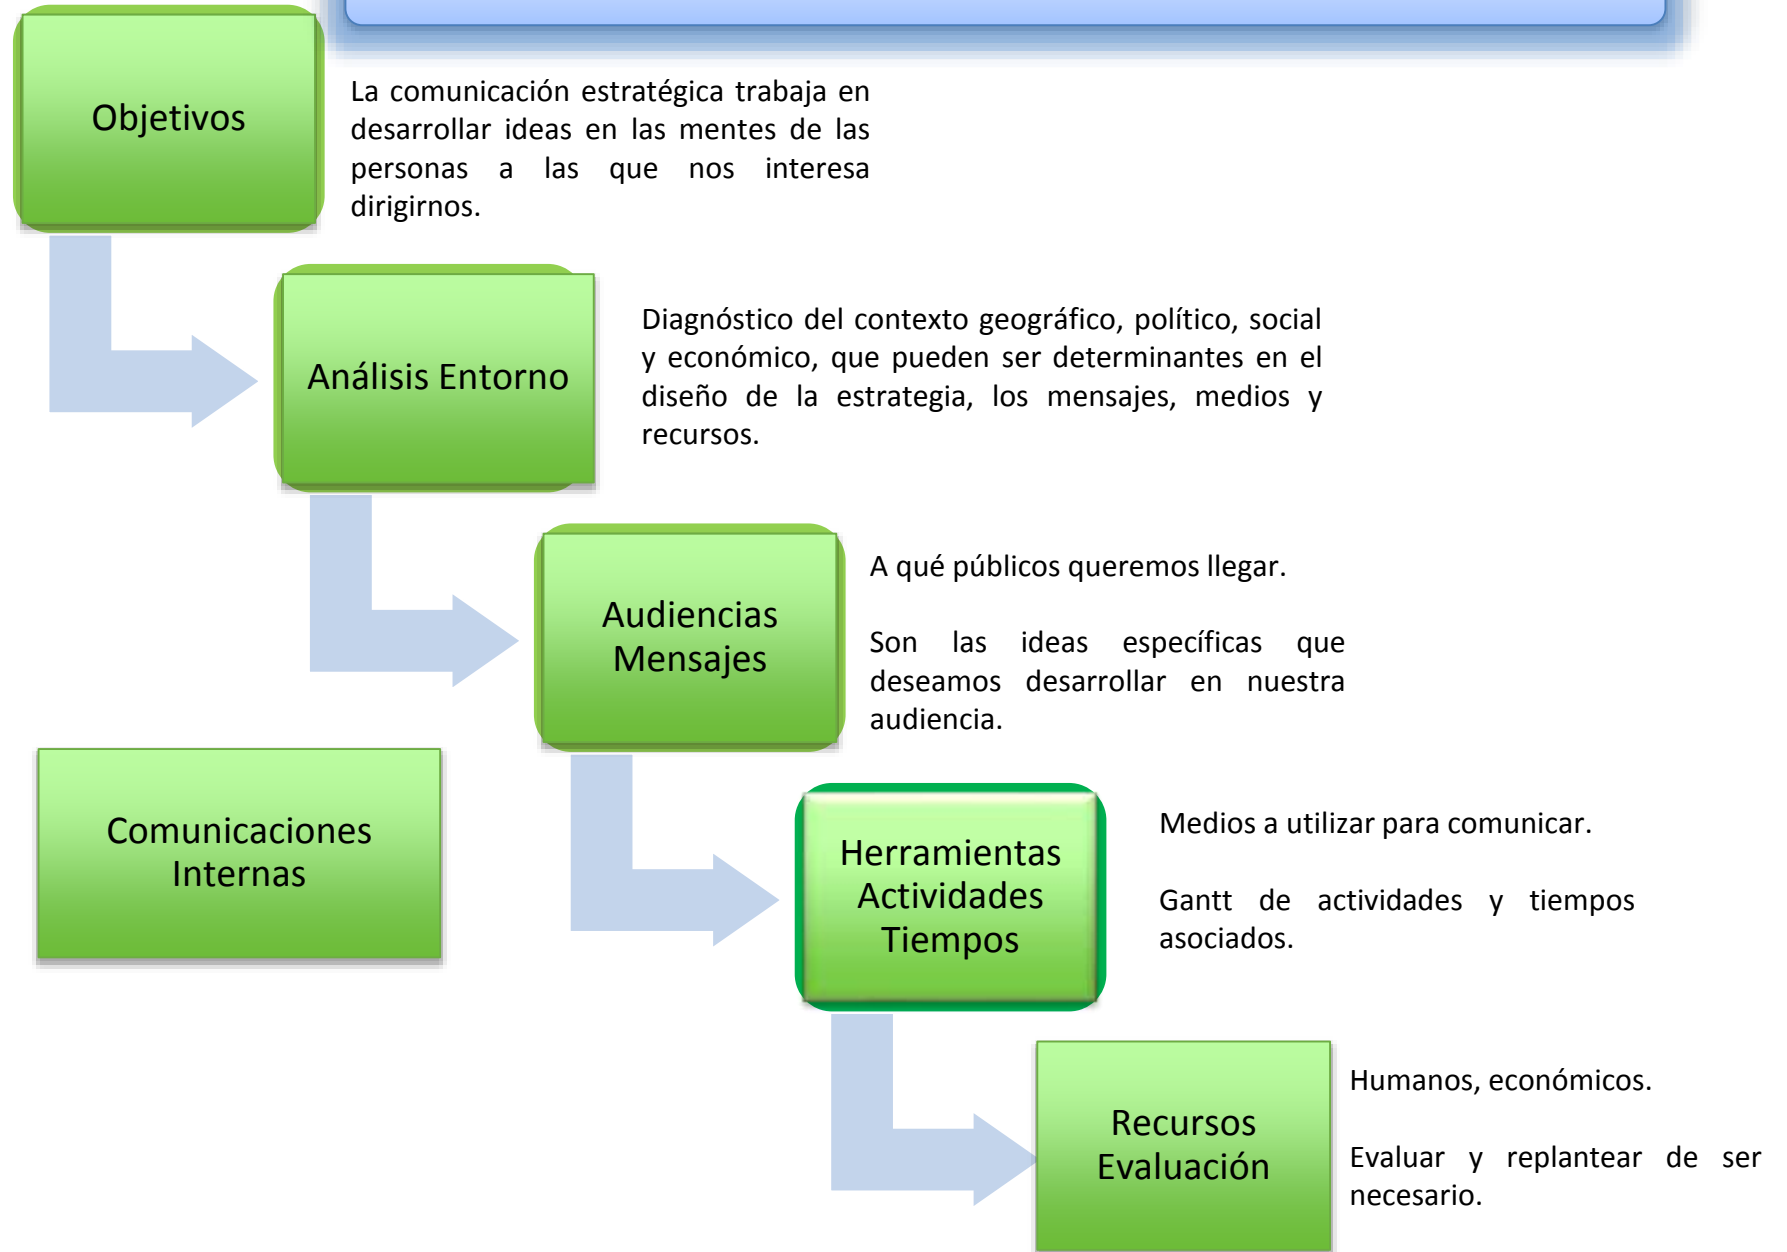 Objetivos
La comunicación estratégica trabaja en
desarrollar ideas en las mentes de las
personas a las que nos interesa
dirigirnos.
Análisis Entorno
Diagnóstico del contexto geográfico, político, social
y económico, que pueden ser determinantes en el
diseño de la estrategia, los mensajes, medios y
recursos.
Audiencias
Mensajes
A qué públicos queremos llegar.
Son las ideas específicas que
deseamos desarrollar en nuestra
audiencia.
Comunicaciones
Internas
Herramientas
Actividades
Tiempos
Medios a utilizar para comunicar.
Gantt de actividades y tiempos
asociados.
Recursos
Evaluación
Humanos, económicos.
Evaluar y replantear de ser
necesario.